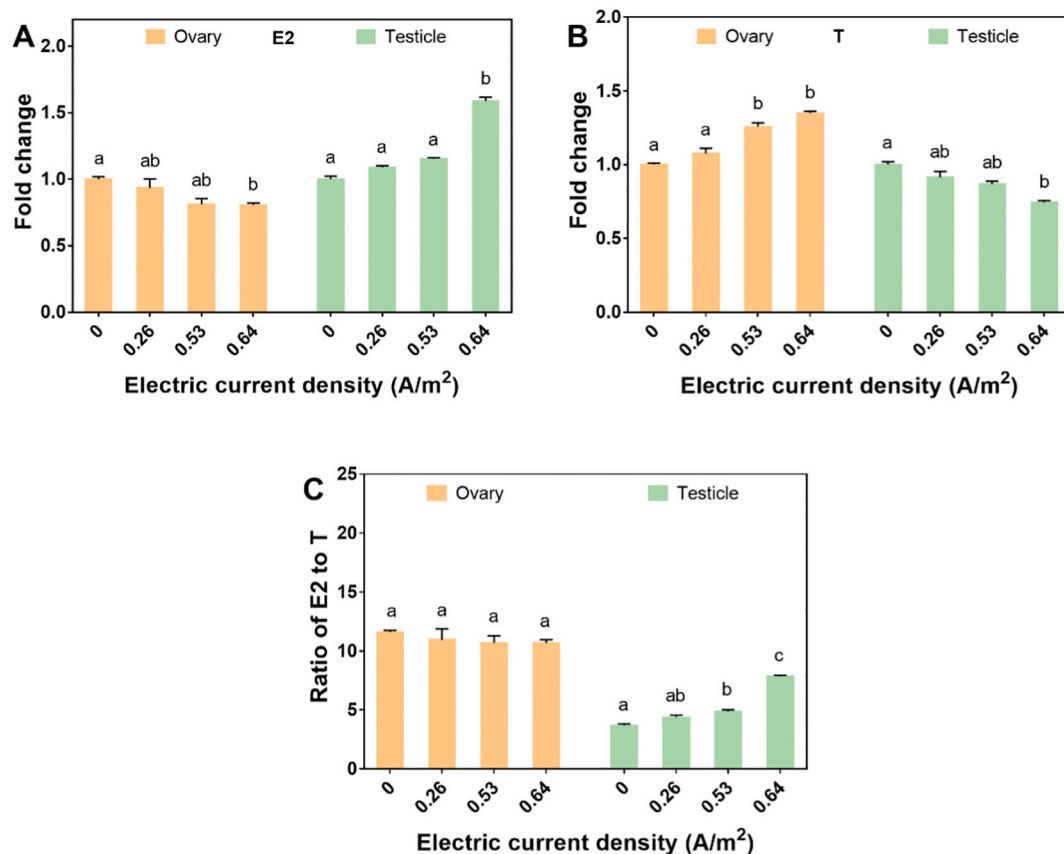 A
Ovary
E2
Testicle
2.0
1.5
1.0
0.5
0.0
Fold change
a
ab
ab
b
a
a
a
b
0
0.26
0.53
0.64
0
0.26
0.53
0.64
Electric current density (A/m²)
B
Ovary
T
Testicle
2.0
1.5
1.0
0.5
0.0
Fold change
a
a
b
b
a
ab
ab
b
0
0.26
0.53
0.64
0
0.26
0.53
0.64
Electric current density (A/m²)
C
Ovary
Testicle
25
20
15
10
5
0
Ratio of E2 to T
a
a
a
a
a
ab
b
c
0
0.26
0.53
0.64
0
0.26
0.53
0.64
Electric current density (A/m²)